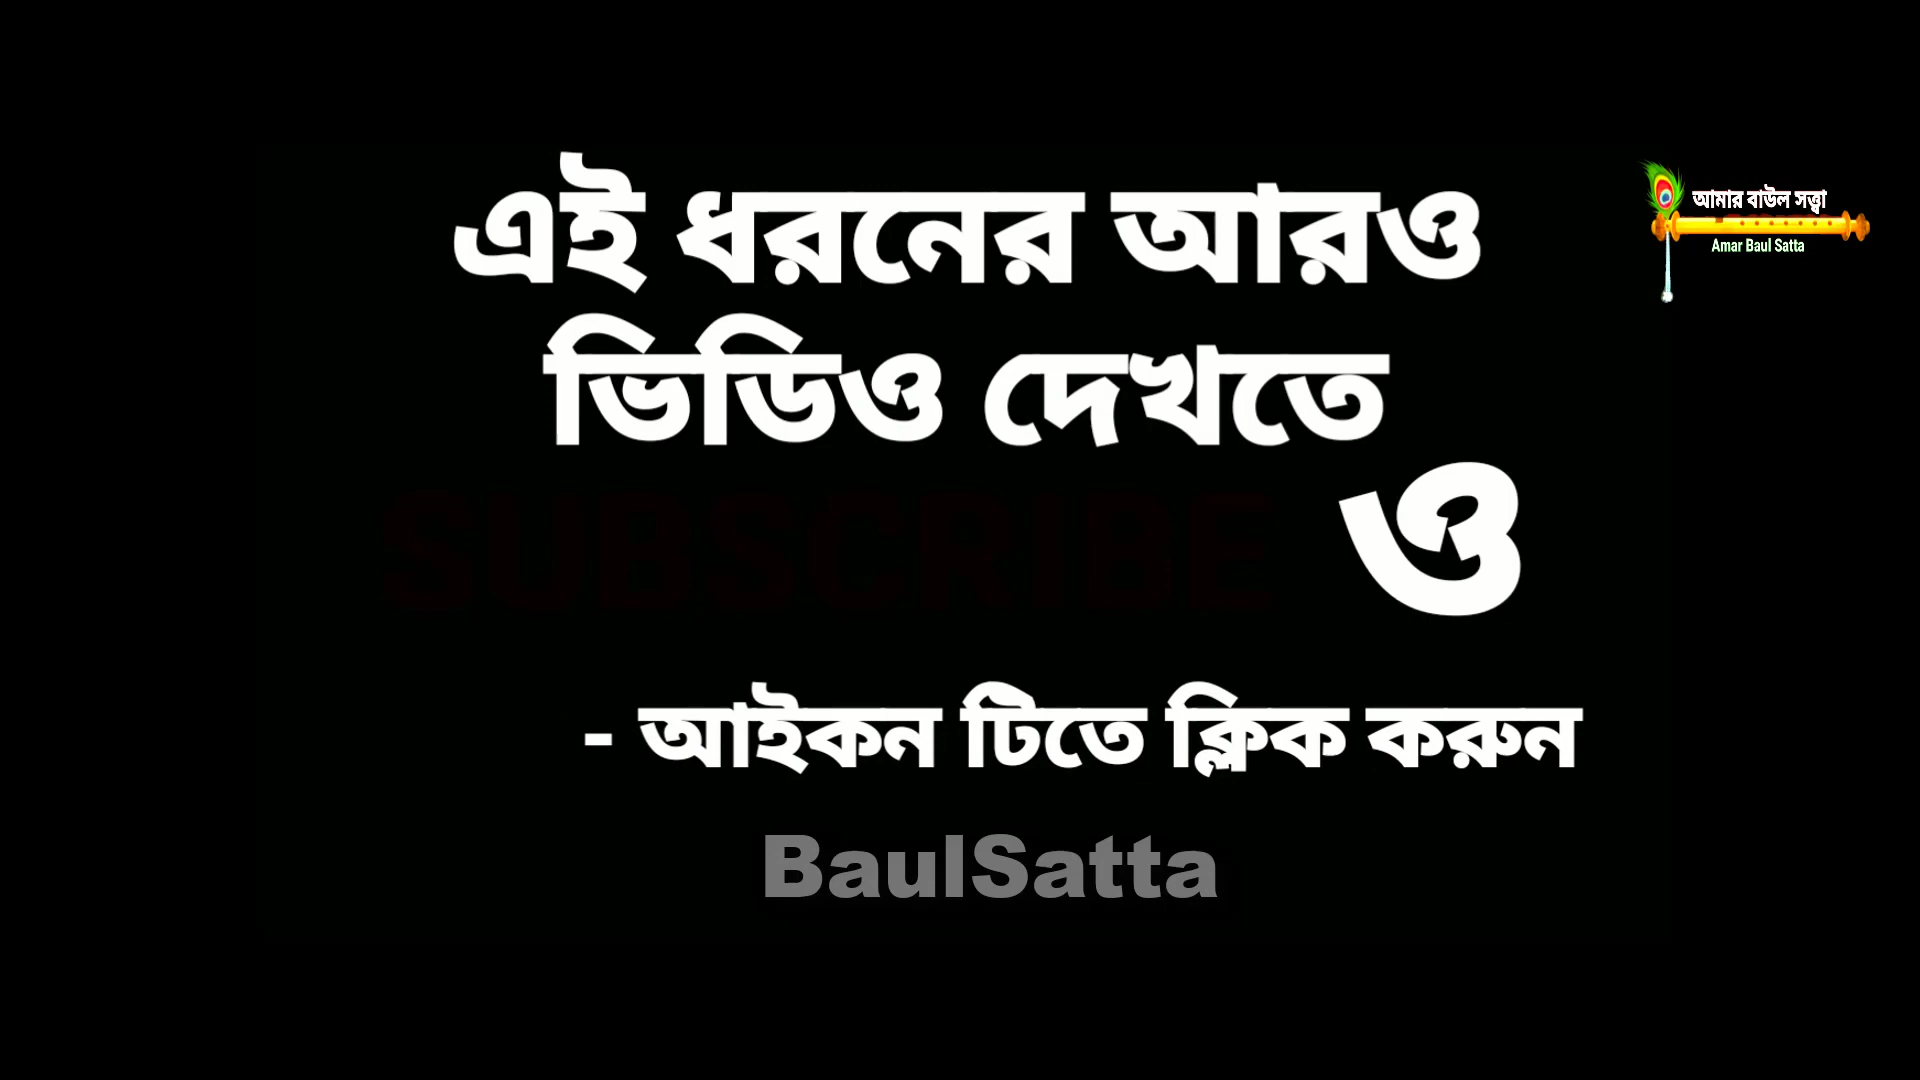 এই ধরনের আরও
ভিডিও দেখতে
SUBSCRIBE ও
- আইকন টিতে ক্লিক করুন
BaulSatta
আমার বাউল সত্ত্বা
Amar Baul Satta